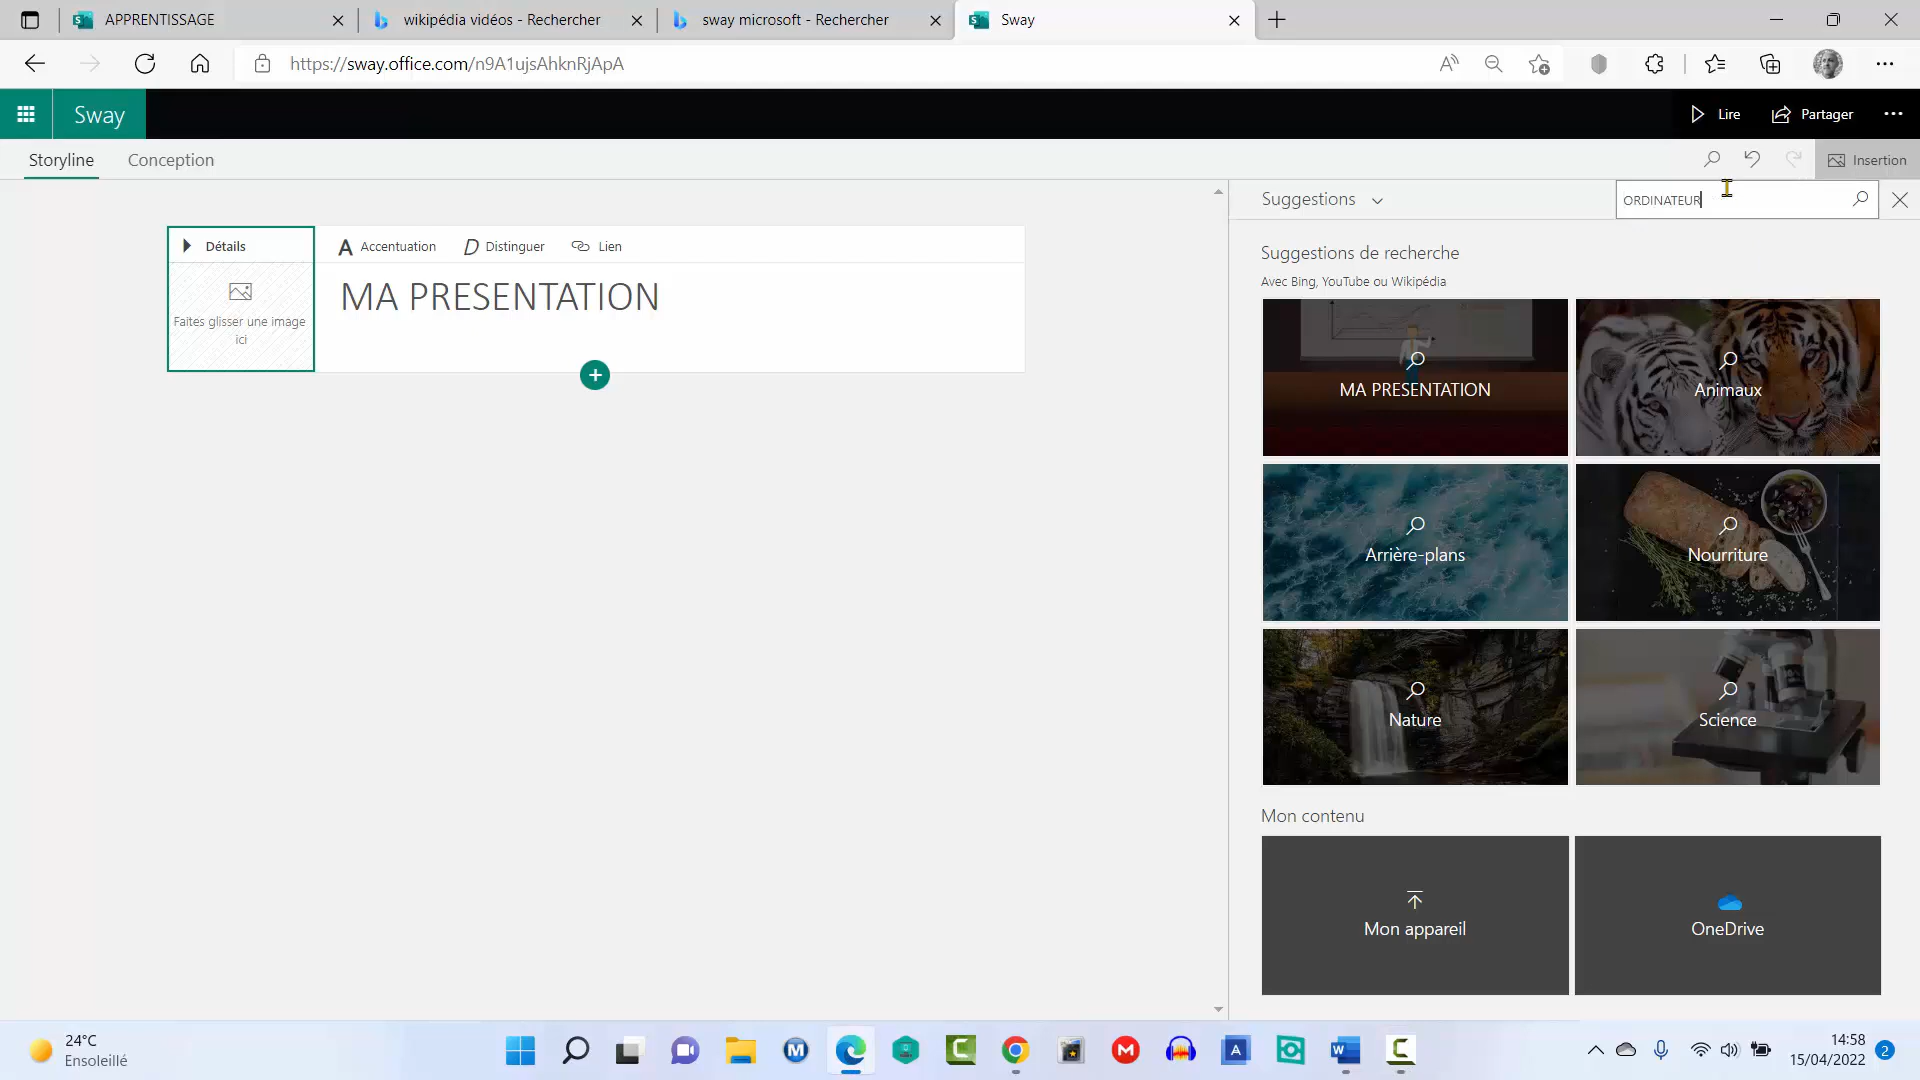 APPRENTISSAGE
wikipédia vidéos - Rechercher
sway microsoft - Rechercher
Sway
https://sway.office.com/n9A1ujsAhknRjApA
Sway
Lire
Partager
Storyline
Conception
Insertion
Suggestions
ORDINATEUR
Détails
A Accentuation
D Distinguer
Lien
Faites glisser une image
ici
MA PRESENTATION
Suggestions de recherche
Avec Bing, YouTube ou Wikipédia
MA PRESENTATION
Animaux
Arrière-plans
Nourriture
Nature
Science
Mon contenu
Mon appareil
OneDrive
24°C
Ensoleillé
14:58
15/04/2022
2